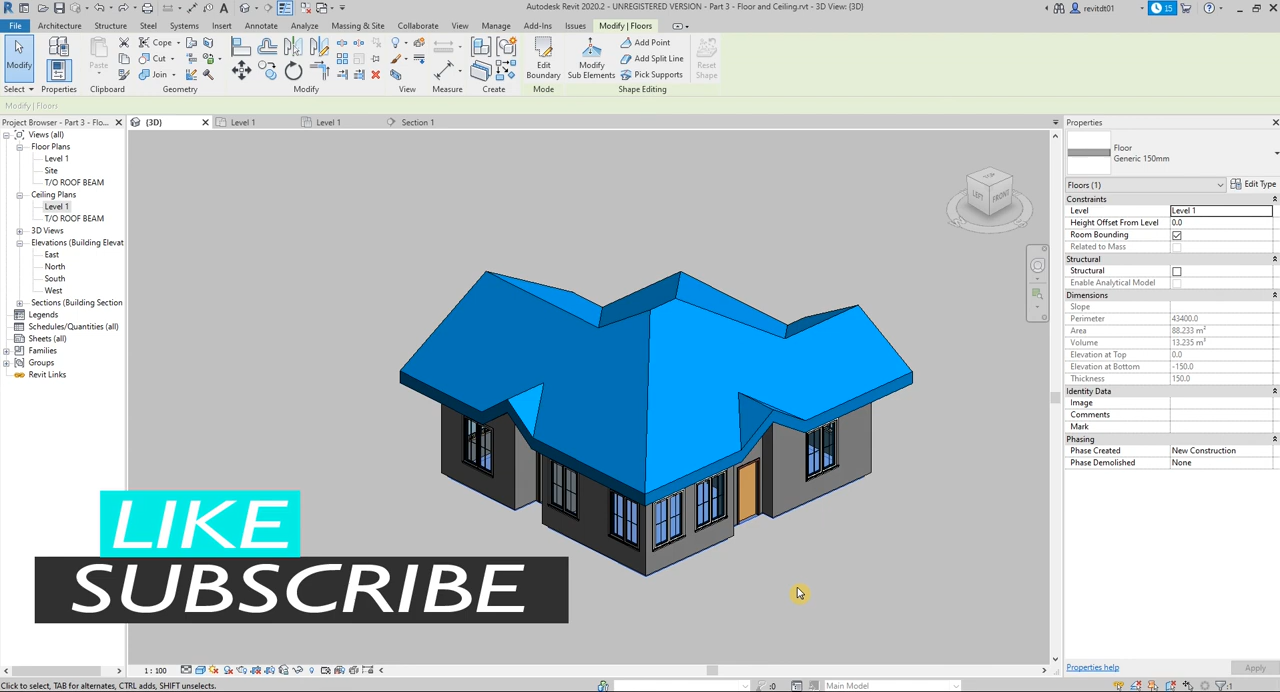 Autodesk Revit 2020.2 - UNREGISTERED VERSION - Part 3 - Floor and Ceiling.rvt - 3D View: {3D}
revitdt01
15
File Architecture Structure Steel Systems Insert Annotate Analyze Massing & Site Collaborate View Manage Add-Ins Issues Modify | Floors
Modify
Select
Properties
Paste
Clipboard
Cope
Cut
Join
Geometry
Modify
View
Measure
Create
Edit
Boundary
Mode
Modify
Sub Elements
Add Point
Add Split Line
Pick Supports
Shape Editing
Reset
Shape
Modify | Floors
Project Browser - Part 3 - Flo...
Views (all)
Floor Plans
Level 1
Site
T/O ROOF BEAM
Ceiling Plans
Level 1
T/O ROOF BEAM
3D Views
Elevations (Building Elevat
East
North
South
West
Sections (Building Section
Legends
Schedules/Quantities (all)
Sheets (all)
Families
Groups
Revit Links
{3D}
Level 1
Level 1
Section 1
TOP
LEFT
FRONT
LIKE
SUBSCRIBE
Properties
Floor
Generic 150mm
Floors (1)
Edit Type
Constraints
Level Level 1
Height Offset From Level 0.0
Room Bounding
Related to Mass
Structural
Structural
Enable Analytical Model
Dimensions
Slope
Perimeter 43400.0
Area 88.233 m²
Volume 13.235 m³
Elevation at Top 0.0
Elevation at Bottom -150.0
Thickness 150.0
Identity Data
Image
Comments
Mark
Phasing
Phase Created New Construction
Phase Demolished None
Properties help
Apply
1 : 100
Click to select, TAB for alternates, CTRL adds, SHIFT unselects.
:0
Main Model
:1